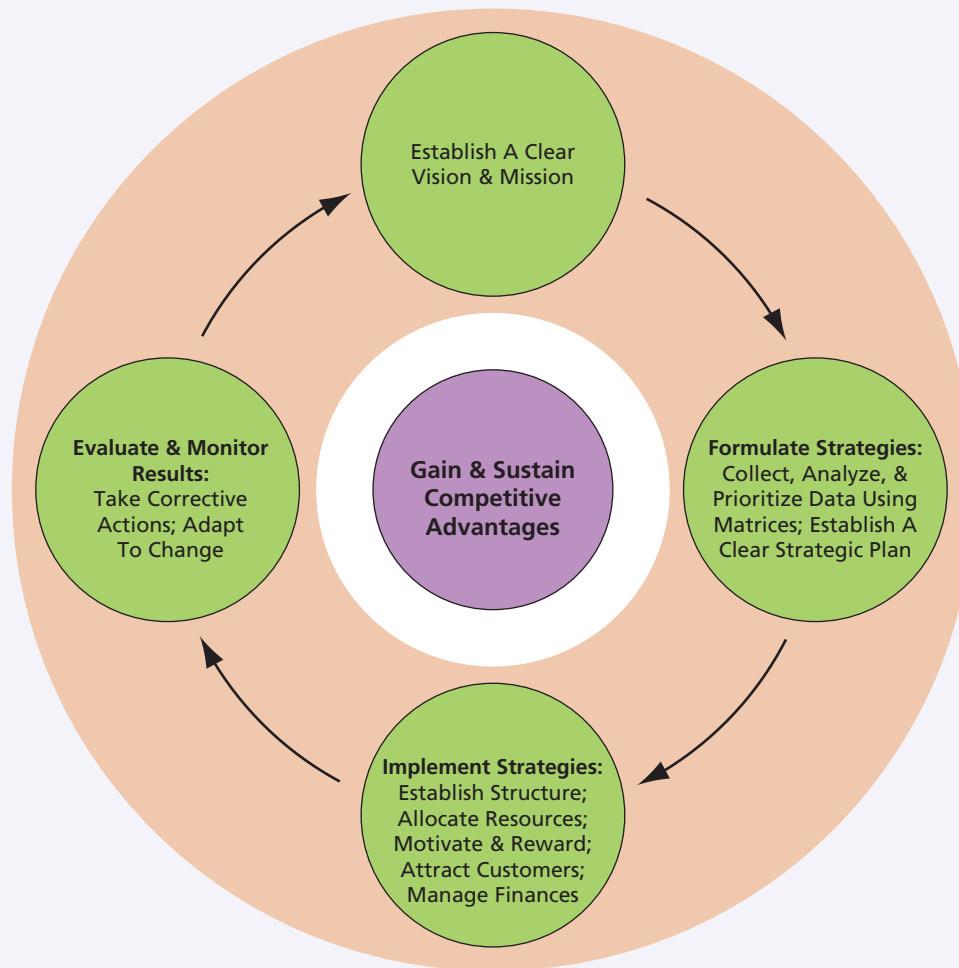 Establish A Clear
Vision & Mission
Formulate Strategies:
Collect, Analyze, &
Prioritize Data Using
Matrices; Establish A
Clear Strategic Plan
Implement Strategies:
Establish Structure;
Allocate Resources;
Motivate & Reward;
Attract Customers;
Manage Finances
Evaluate & Monitor
Results:
Take Corrective
Actions; Adapt
To Change
Gain & Sustain
Competitive
Advantages